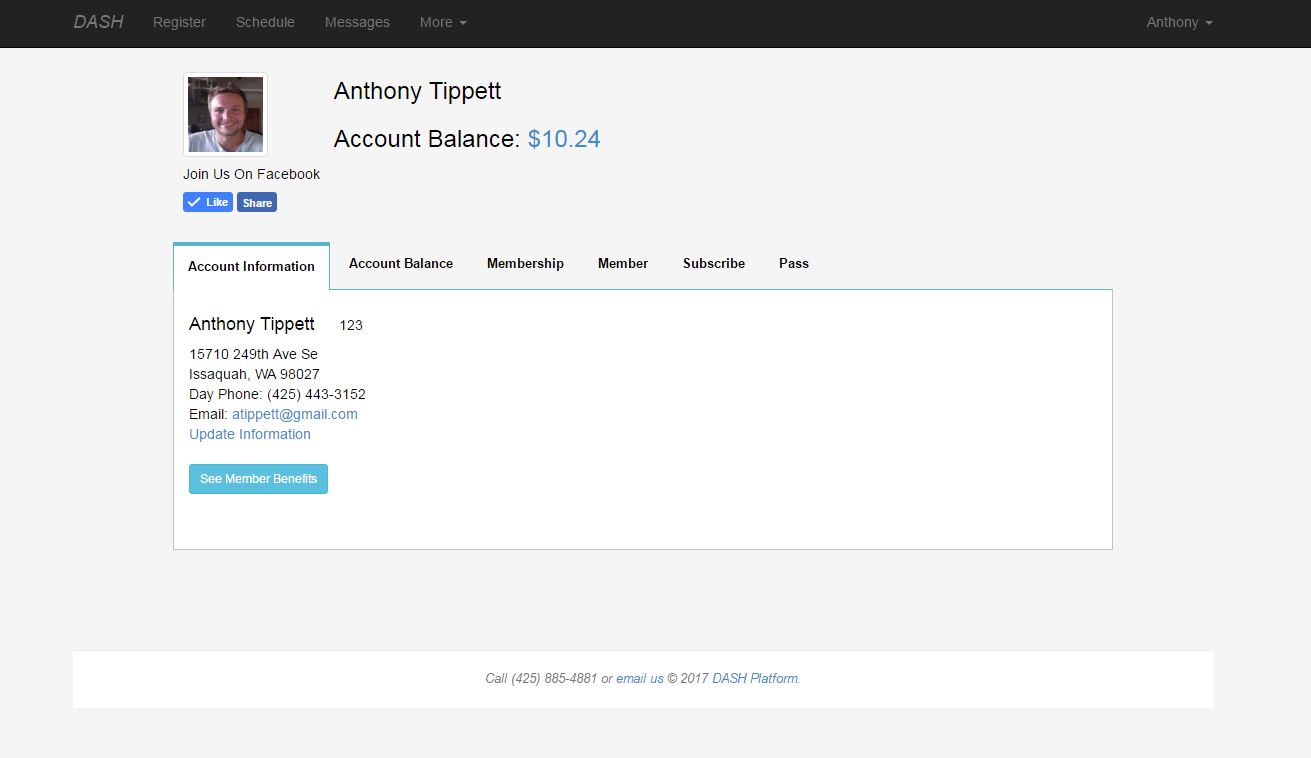 DASH Register Schedule Messages More Anthony
Anthony Tippett
Account Balance: $10.24
Join Us On Facebook
Like Share
Account Information Account Balance Membership Member Subscribe Pass
Anthony Tippett 123
15710 249th Ave Se
Issaquah, WA 98027
Day Phone: (425) 443-3152
Email: atippett@gmail.com
Update Information
See Member Benefits
Call (425) 885-4881 or email us © 2017 DASH Platform.